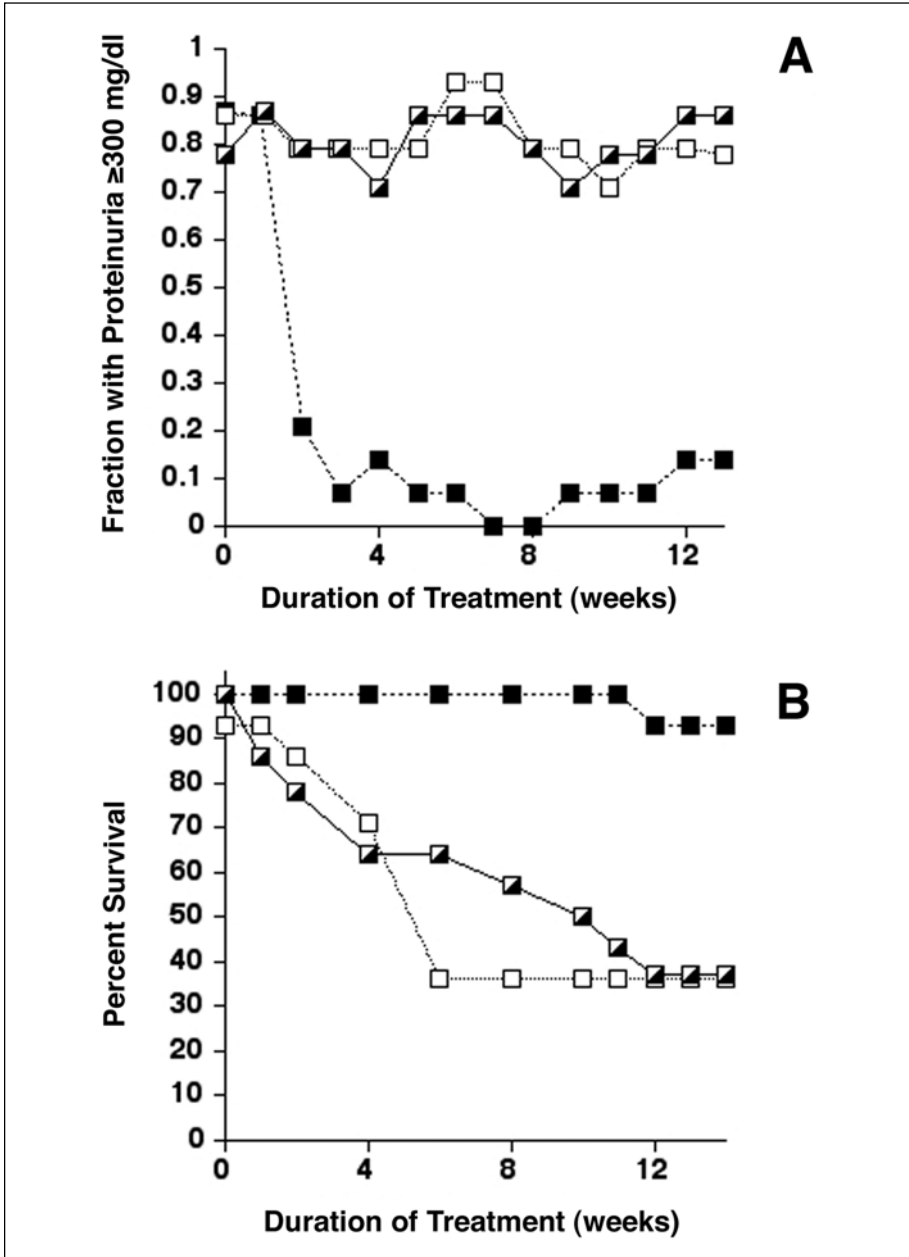 A
Fraction with Proteinuria ≥300 mg/dl
1
0.9
0.8
0.7
0.6
0.5
0.4
0.3
0.2
0.1
0
0 4 8 12
Duration of Treatment (weeks)
B
Percent Survival
100
90
80
70
60
50
40
30
20
10
0
0 4 8 12
Duration of Treatment (weeks)